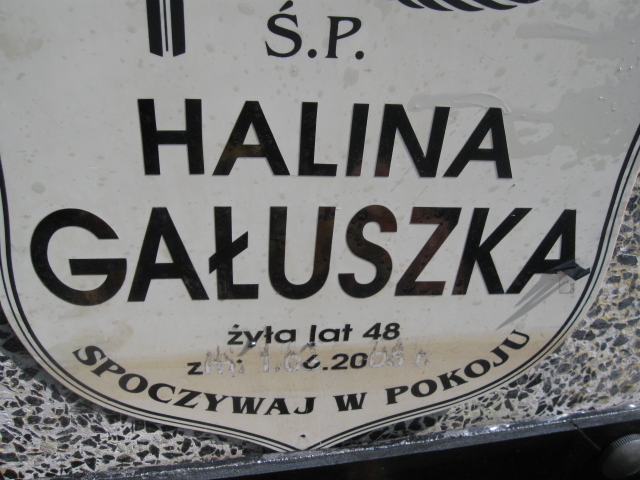 Ś.P.
HALINA
GAŁUSZKA
żyła lat 48
SPOCZYWAJ W POKOJU